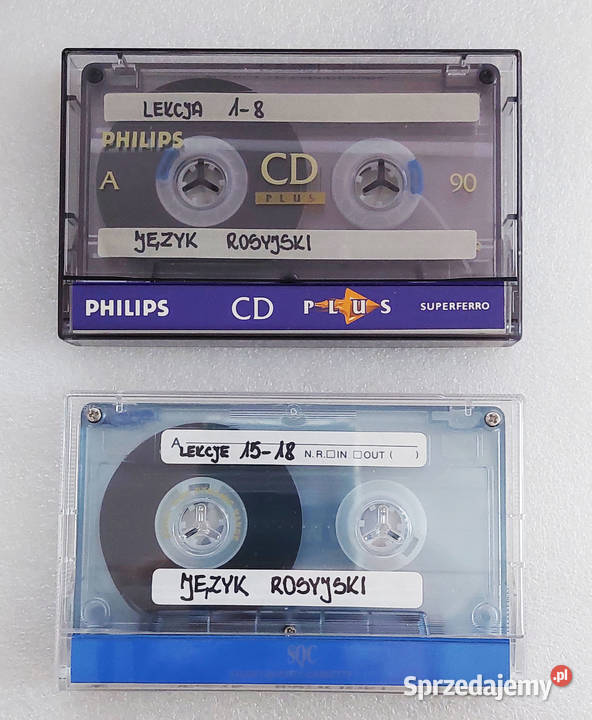 LEKCJA 1-8
PHILIPS
A CD 90
PLUS
JĘZYK ROSYJSKI
PHILIPS CD PLUS SUPERFERRO
A LEKCJE 15-18 N.R. □IN □OUT ( )
JĘZYK ROSYJSKI
SQC
Sprzedajemy.pl